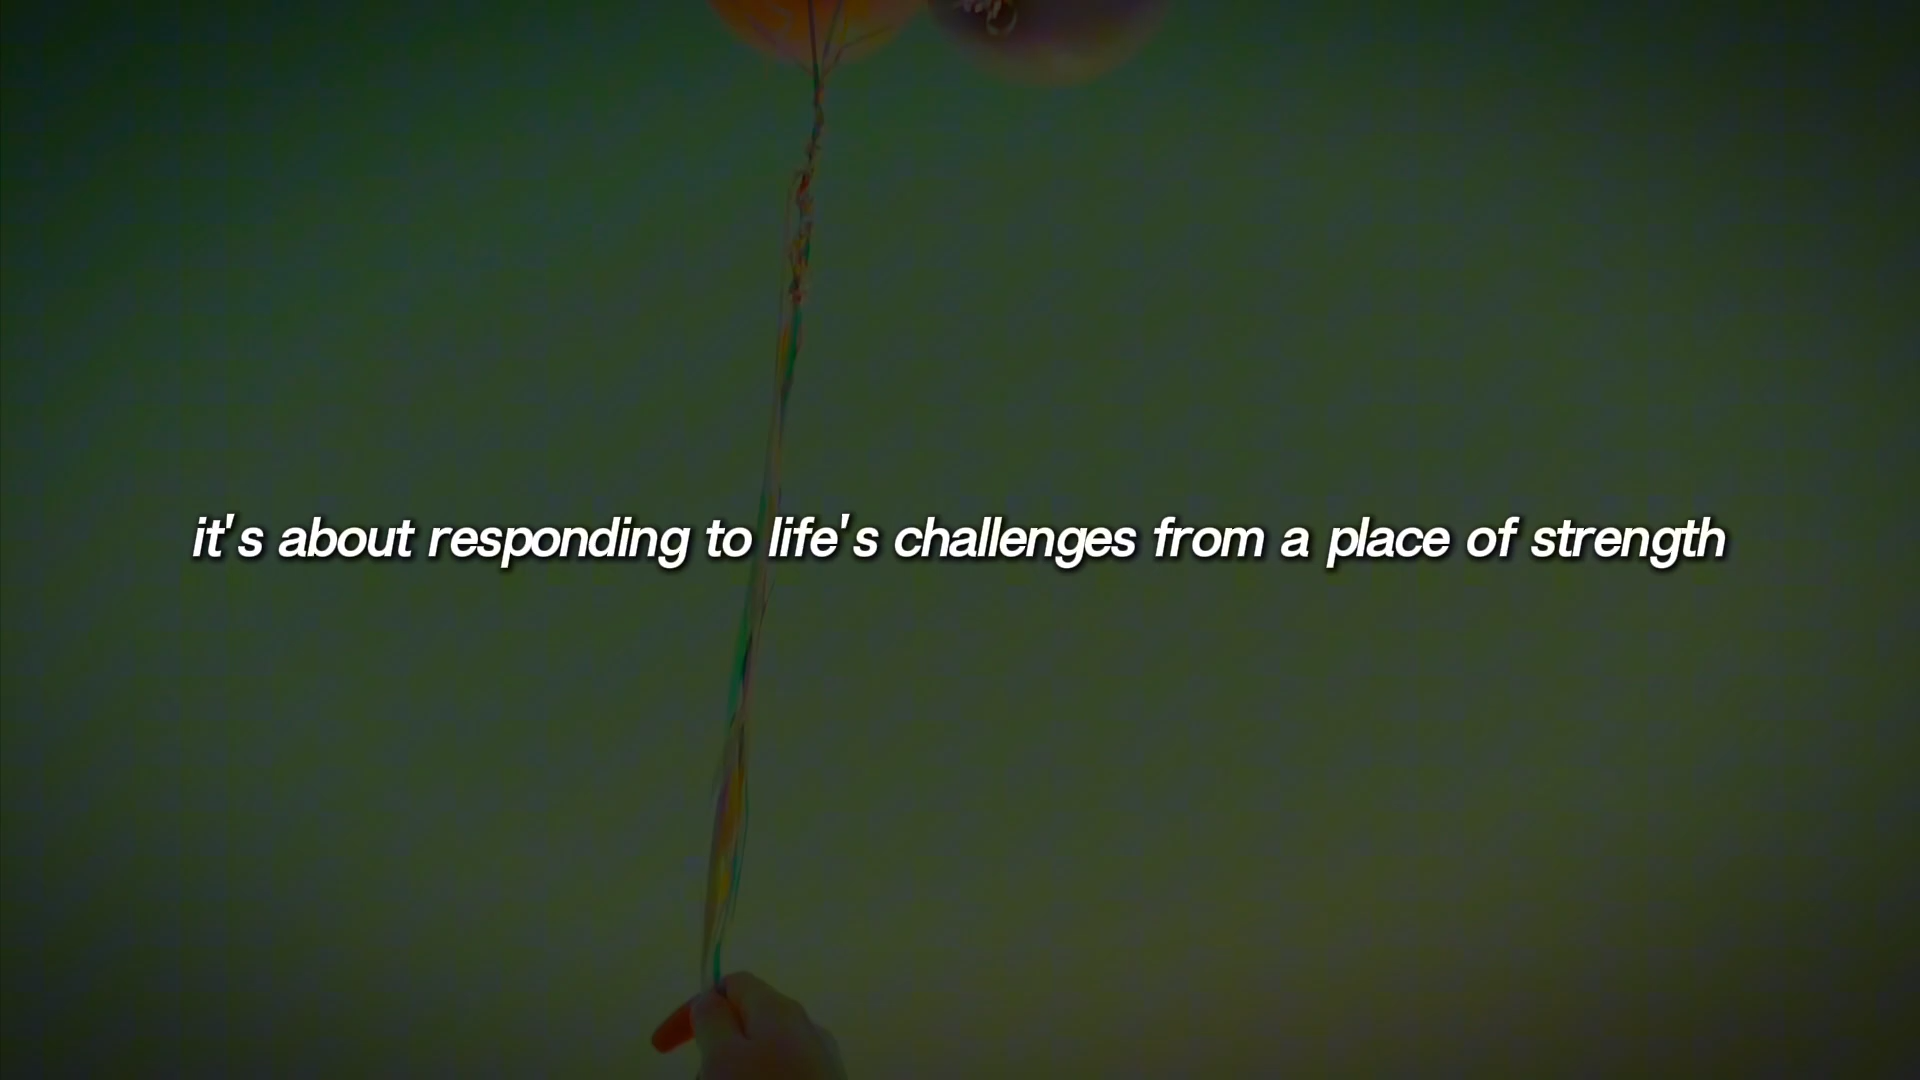 it's about responding to life's challenges from a place of strength